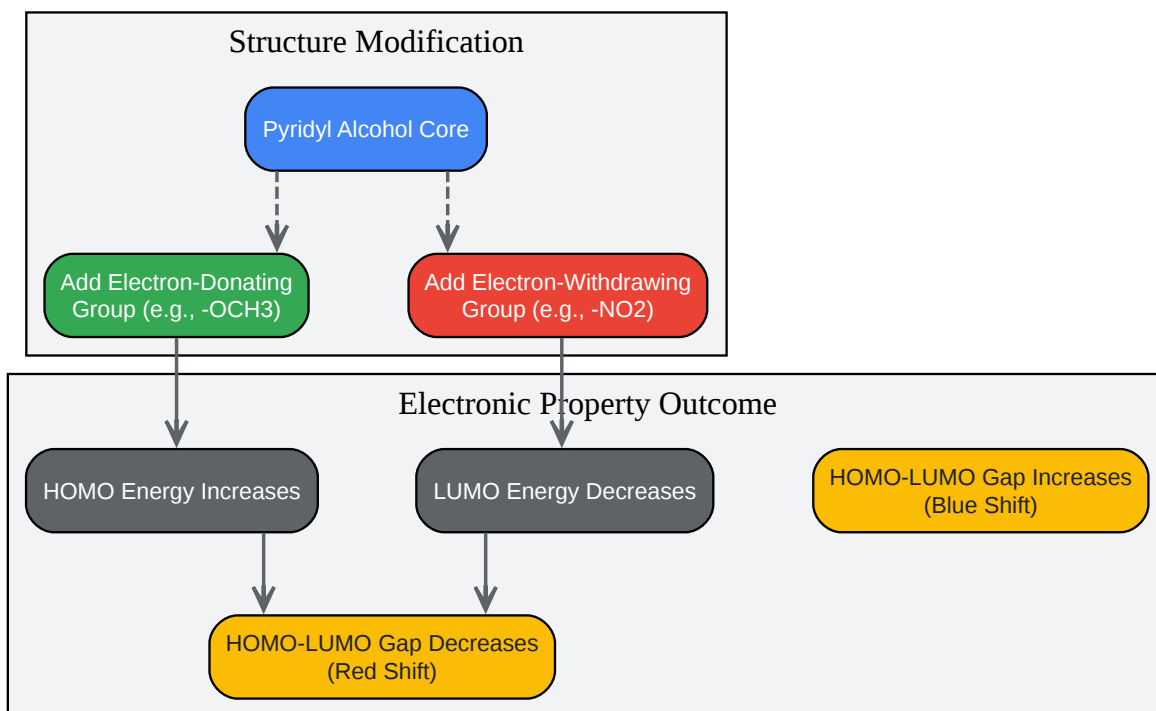 Structure Modification
Pyridyl Alcohol Core
Add Electron-Donating
Group (e.g., -OCH3)
Add Electron-Withdrawing
Group (e.g., -NO2)
Electronic Property Outcome
HOMO Energy Increases
LUMO Energy Decreases
HOMO-LUMO Gap Increases
(Blue Shift)
HOMO-LUMO Gap Decreases
(Red Shift)